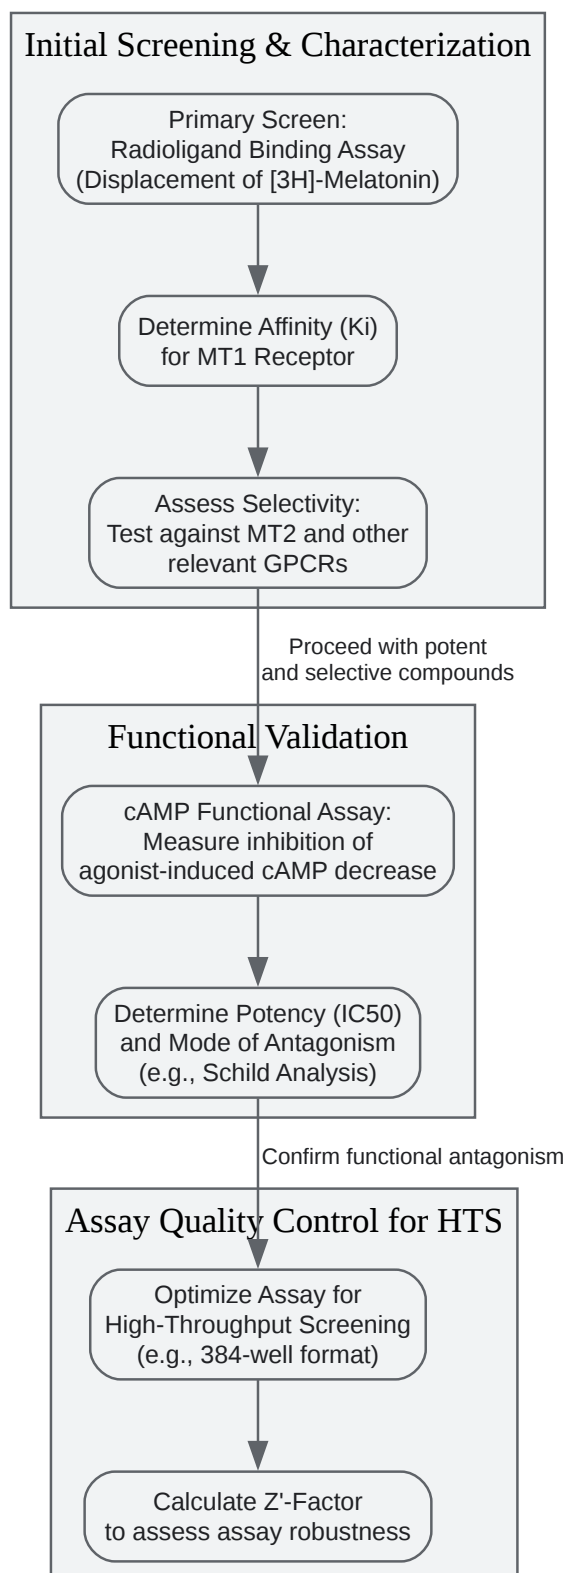 Initial Screening & Characterization
Primary Screen:
Radioligand Binding Assay
(Displacement of [3H]-Melatonin)
Determine Affinity (Ki)
for MT1 Receptor
Assess Selectivity:
Test against MT2 and other
relevant GPCRs
Proceed with potent
and selective compounds
Functional Validation
cAMP Functional Assay:
Measure inhibition of
agonist-induced cAMP decrease
Determine Potency (IC50)
and Mode of Antagonism
(e.g., Schild Analysis)
Confirm functional antagonism
Assay Quality Control for HTS
Optimize Assay for
High-Throughput Screening
(e.g., 384-well format)
Calculate Z'-Factor
to assess assay robustness